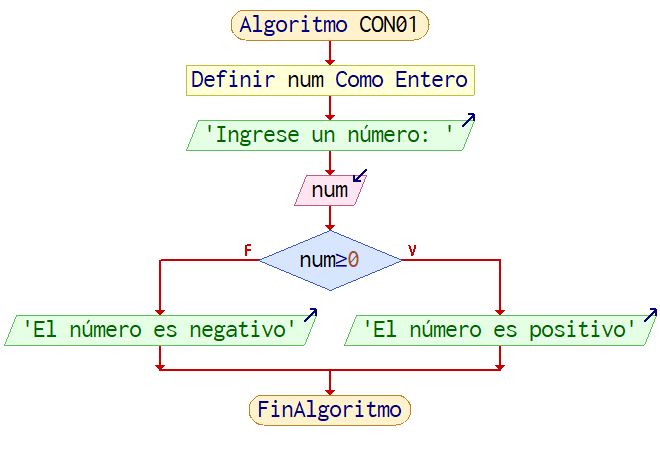 Algoritmo CON01
Definir num Como Entero
'Ingrese un número: '
num
num≥0
F
V
'El número es negativo'
'El número es positivo'
FinAlgoritmo